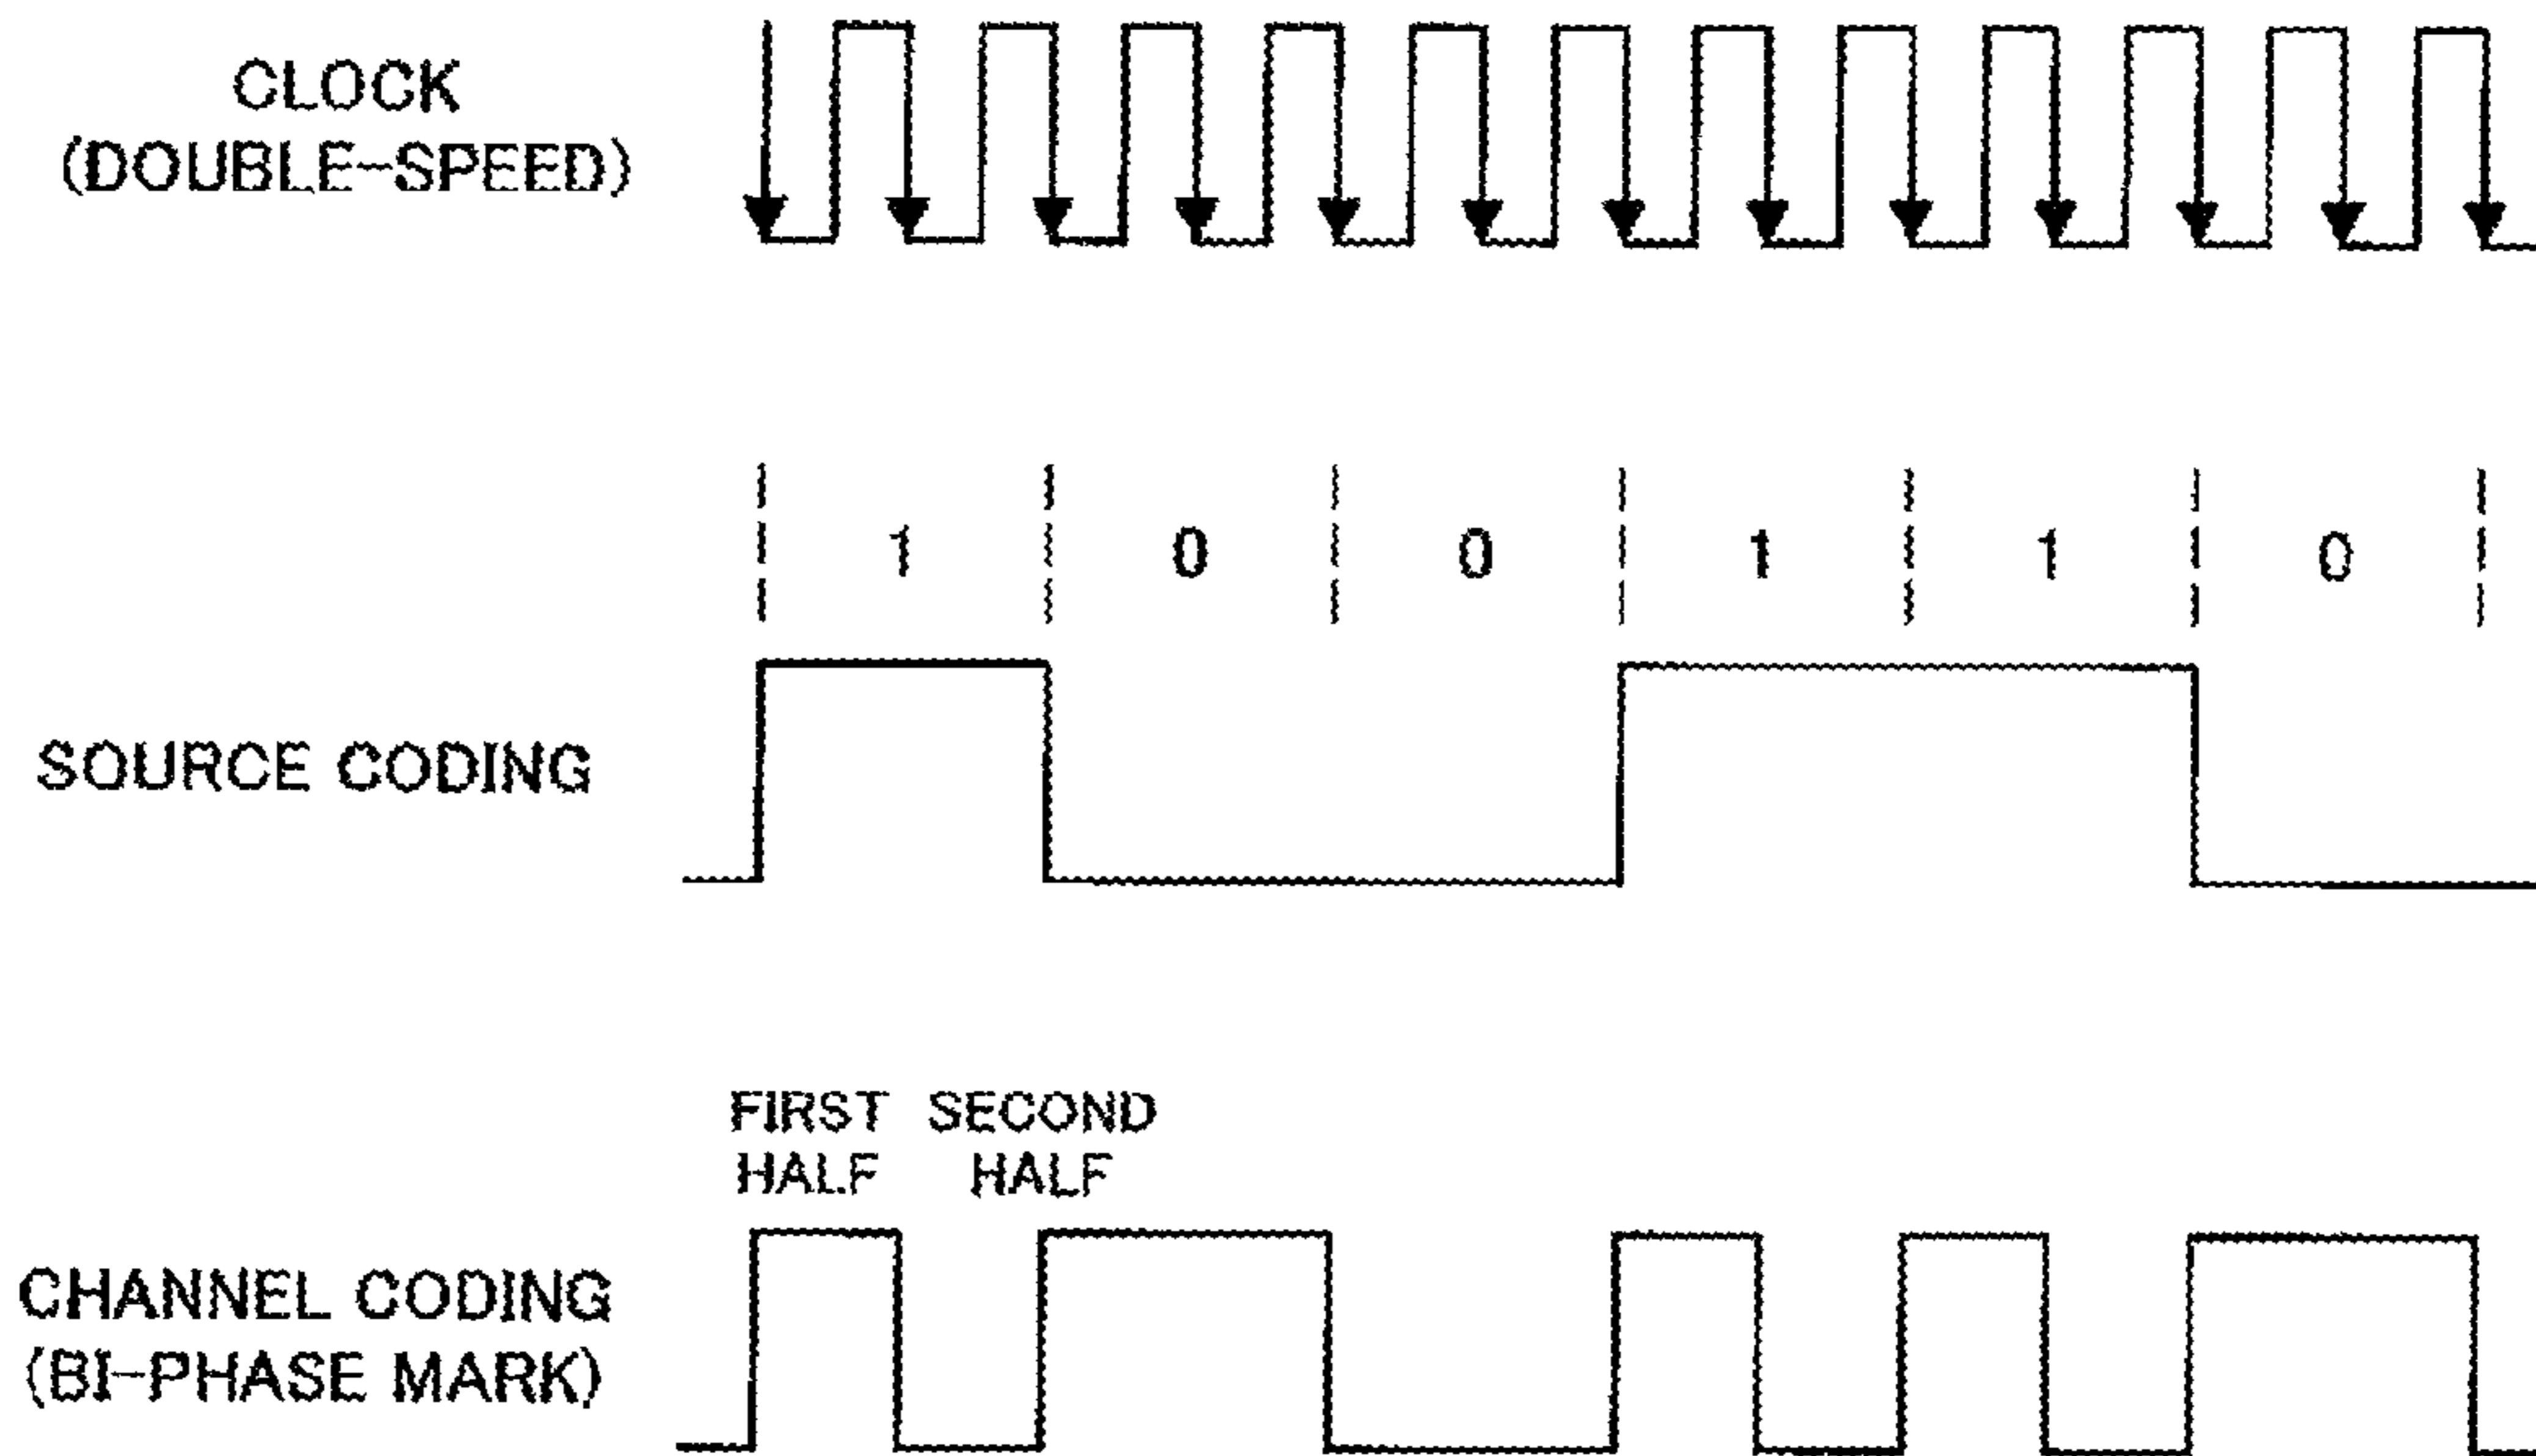 CLOCK
(DOUBLE-SPEED)
1 0 0 1 1 0
SOURCE CODING
FIRST SECOND
HALF HALF
CHANNEL CODING
(BI-PHASE MARK)